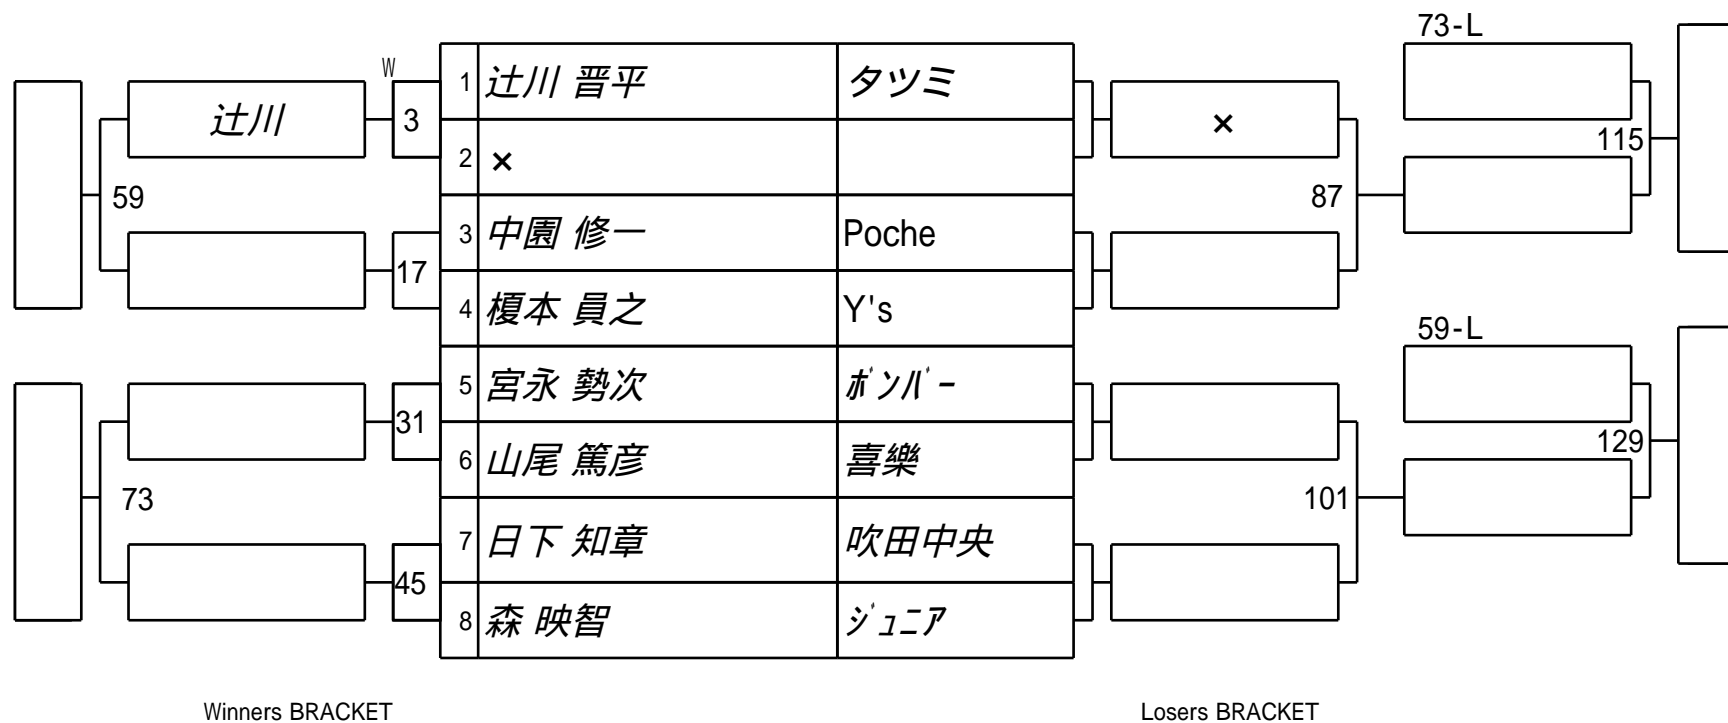 73-L
W
1 辻川 晋平 タツミ
辻川 3 ×
115
2 ×
59 87
3 中園 修一 Poche
17
4 榎本 員之 Y's
59-L
5 宮永 勢次 ボンバー
31
129
6 山尾 篤彦 喜樂
73 101
7 日下 知章 吹田中央
45
8 森 映智 ジュニア
Winners BRACKET Losers BRACKET